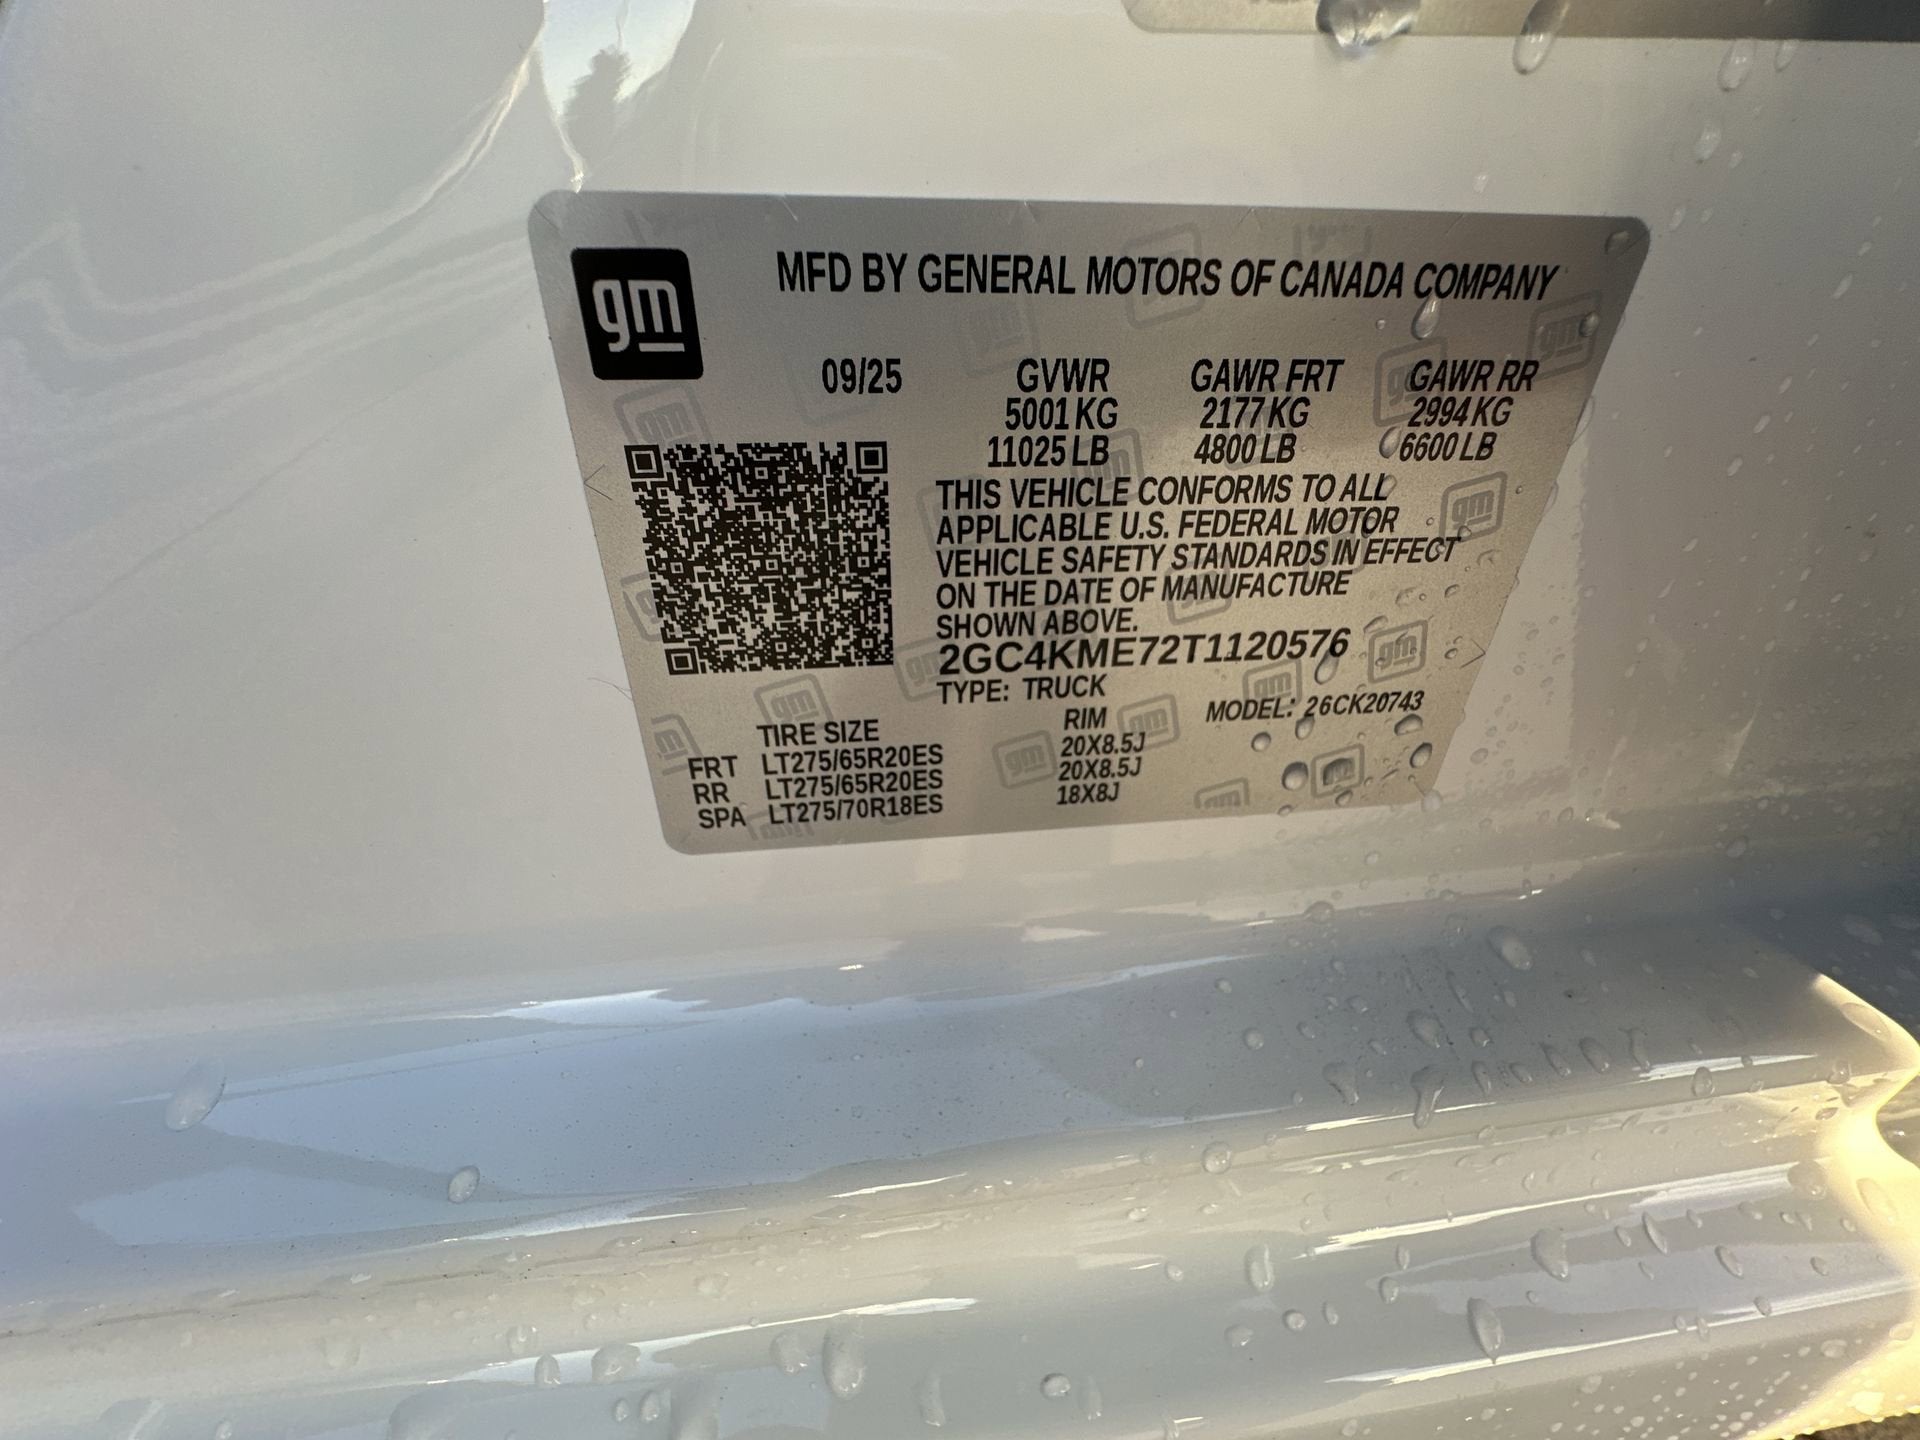 gm
MFD BY GENERAL MOTORS OF CANADA COMPANY
09/25 GVWR GAWR FRT GAWR RR
5001 KG 2177 KG 2994 KG
11025 LB 4800 LB 6600 LB
THIS VEHICLE CONFORMS TO ALL
APPLICABLE U.S. FEDERAL MOTOR
VEHICLE SAFETY STANDARDS IN EFFECT
ON THE DATE OF MANUFACTURE
SHOWN ABOVE.
2GC4KME72T1120576
TYPE: TRUCK
MODEL: 26CK20743
TIRE SIZE RIM
FRT LT275/65R20ES 20X8.5J
RR LT275/65R20ES 20X8.5J
SPA LT275/70R18ES 18X8J